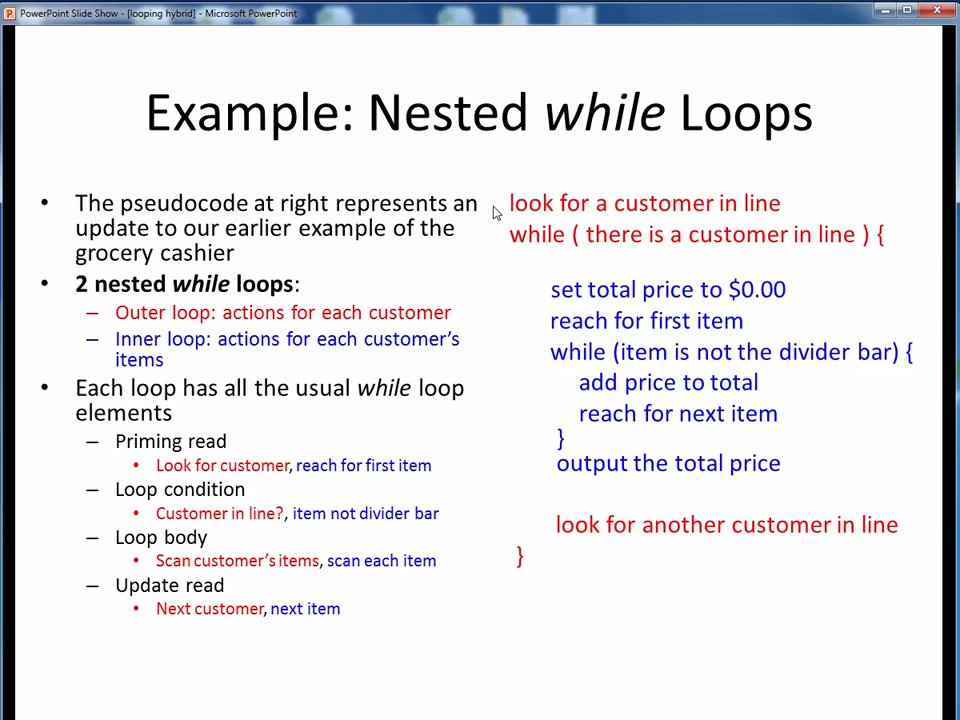 PowerPoint Slide Show - [looping hybrid] - Microsoft PowerPoint
Example: Nested while Loops
• The pseudocode at right represents an
update to our earlier example of the
grocery cashier
• 2 nested while loops:
– Outer loop: actions for each customer
– Inner loop: actions for each customer’s
items
• Each loop has all the usual while loop
elements
– Priming read
• Look for customer, reach for first item
– Loop condition
• Customer in line?, item not divider bar
– Loop body
• Scan customer’s items, scan each item
– Update read
• Next customer, next item
look for a customer in line
while ( there is a customer in line ) {
set total price to $0.00
reach for first item
while (item is not the divider bar) {
add price to total
reach for next item
}
output the total price
look for another customer in line
}